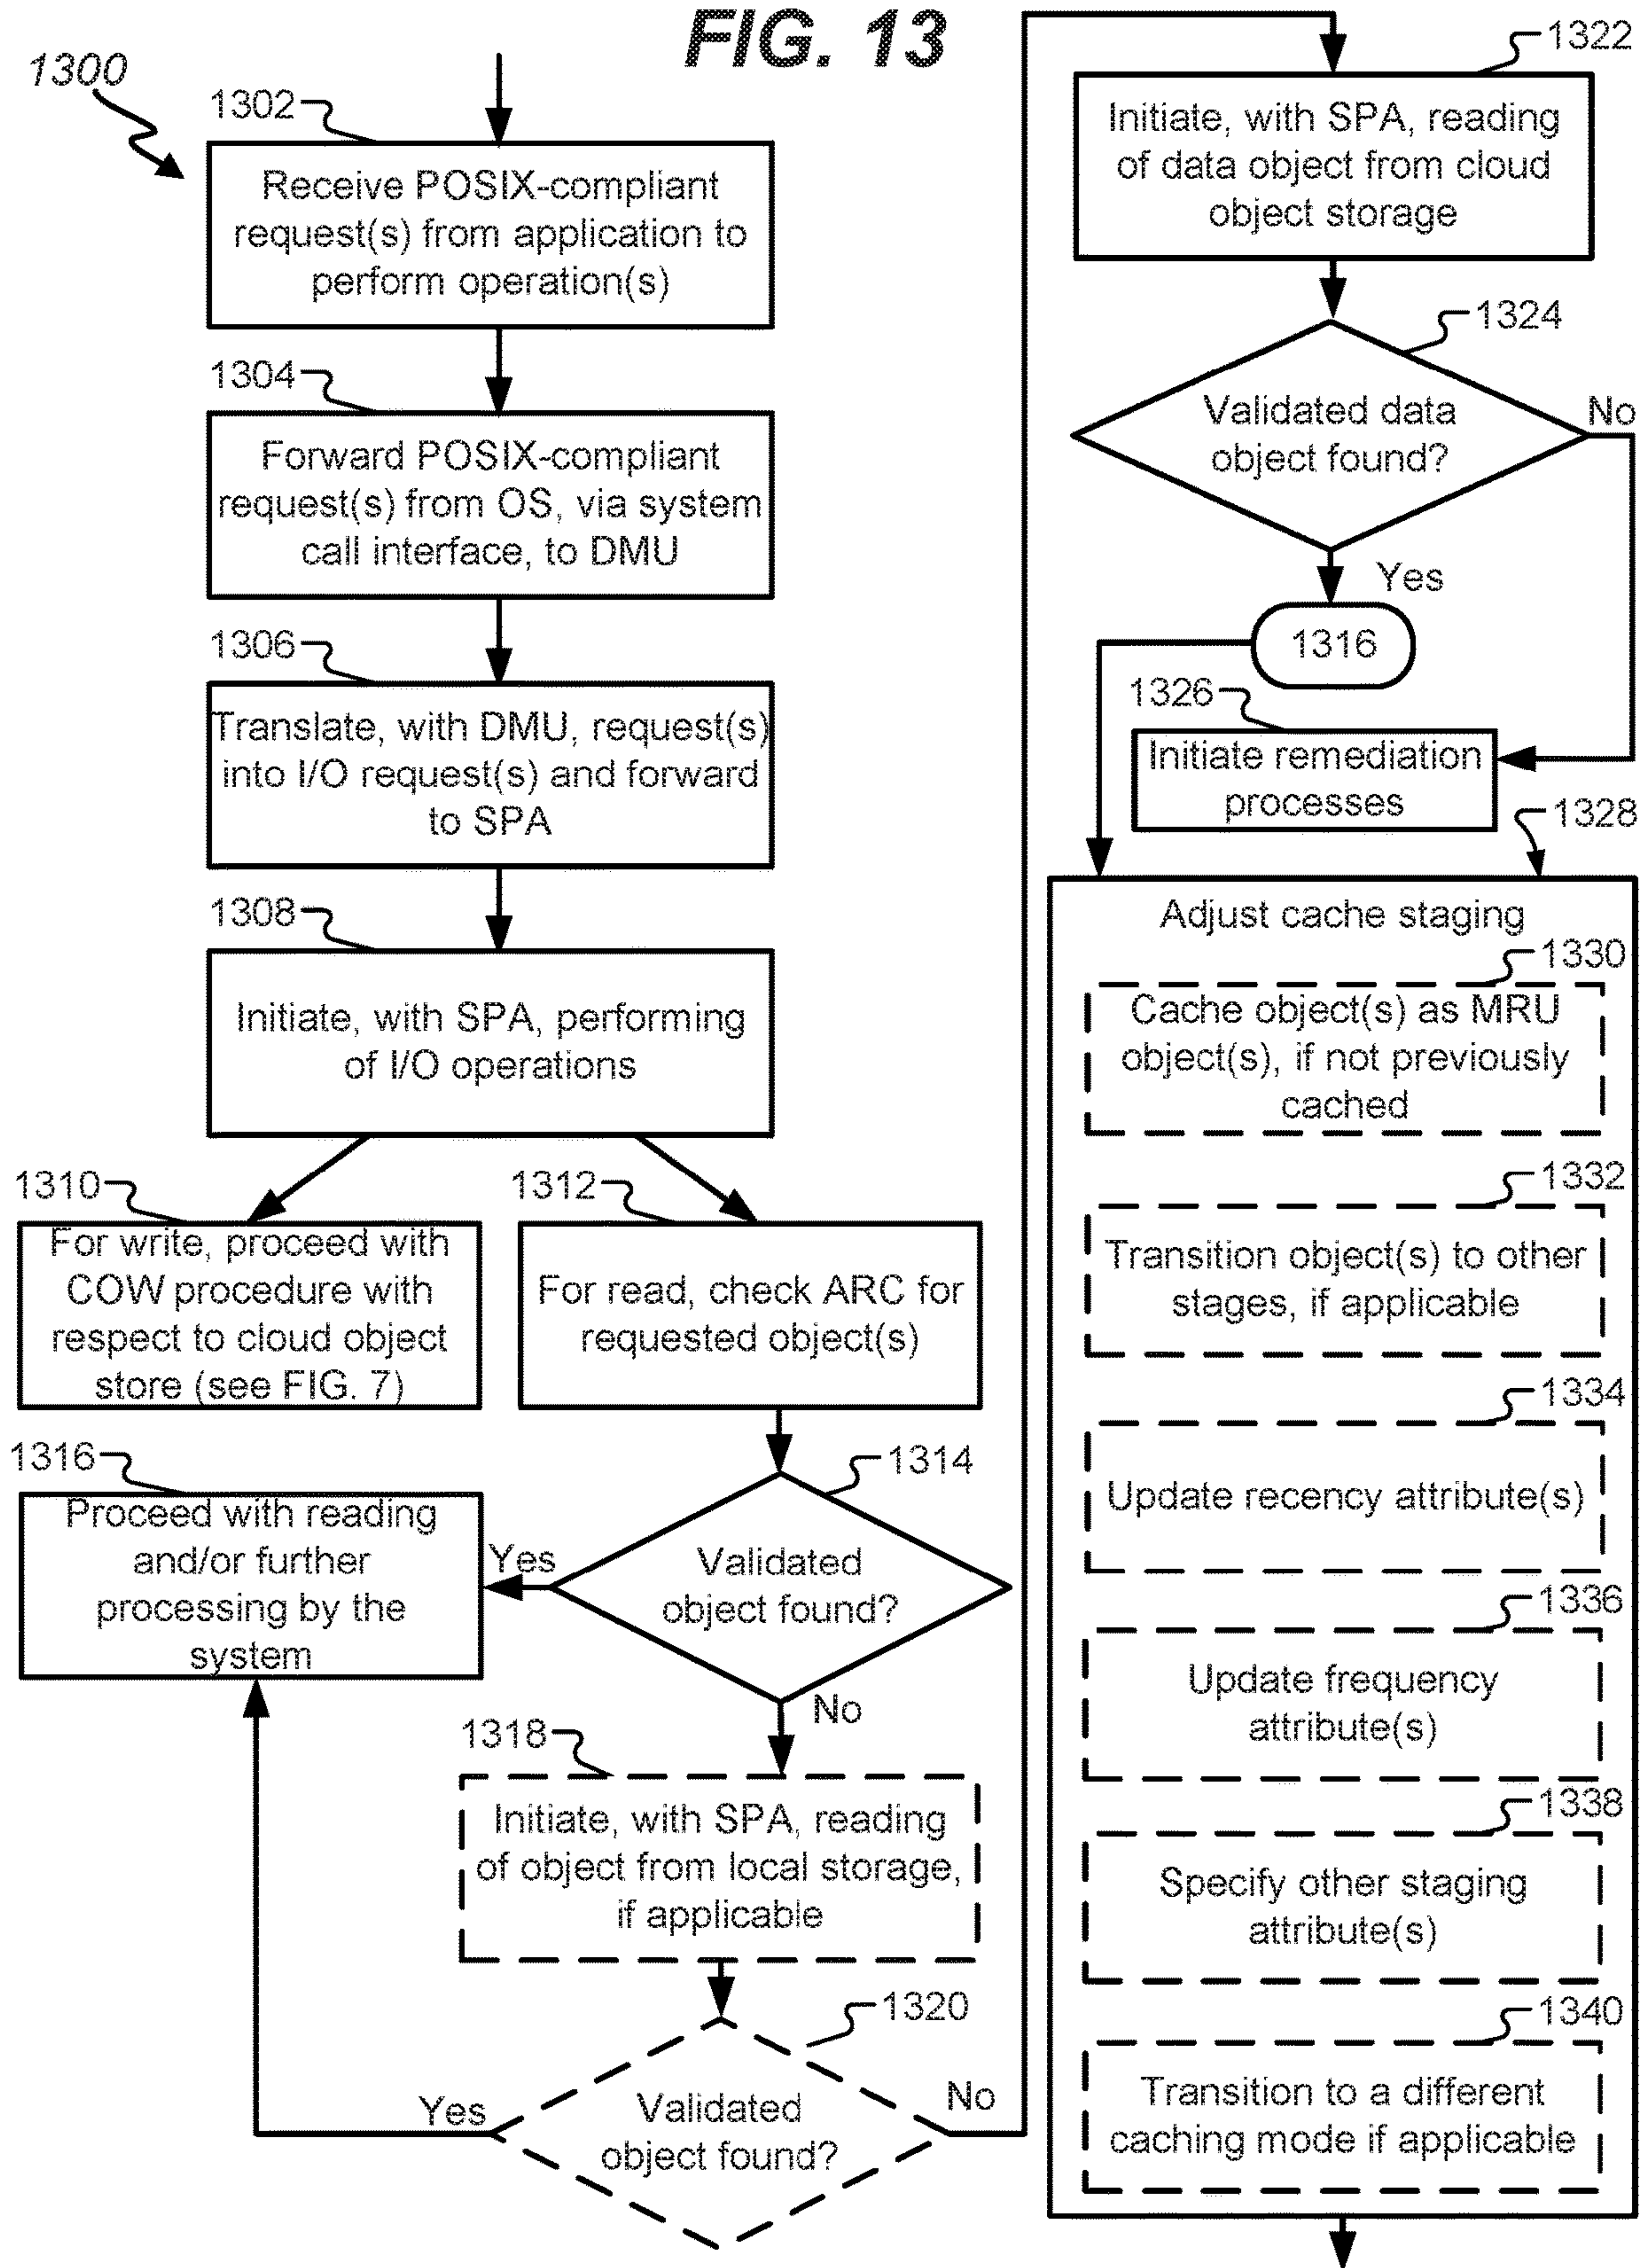 FIG. 13
1300
1302
Receive POSIX-compliant
request(s) from application to
perform operation(s)
1304
Forward POSIX-compliant
request(s) from OS, via system
call interface, to DMU
1306
Translate, with DMU, request(s)
into I/O request(s) and forward
to SPA
1308
Initiate, with SPA, performing
of I/O operations
1310
For write, proceed with
COW procedure with
respect to cloud object
store (see FIG. 7)
1312
For read, check ARC for
requested object(s)
1314
Validated
object found?
Yes
No
1316
Proceed with reading
and/or further
processing by the
system
1318
Initiate, with SPA, reading
of object from local storage,
if applicable
1320
Validated
object found?
Yes
No
1322
Initiate, with SPA, reading
of data object from cloud
object storage
1324
Validated data
object found?
No
Yes
1316
1326
Initiate remediation
processes
1328
Adjust cache staging
1330
Cache object(s) as MRU
object(s), if not previously
cached
1332
Transition object(s) to other
stages, if applicable
1334
Update recency attribute(s)
1336
Update frequency
attribute(s)
1338
Specify other staging
attribute(s)
1340
Transition to a different
caching mode if applicable